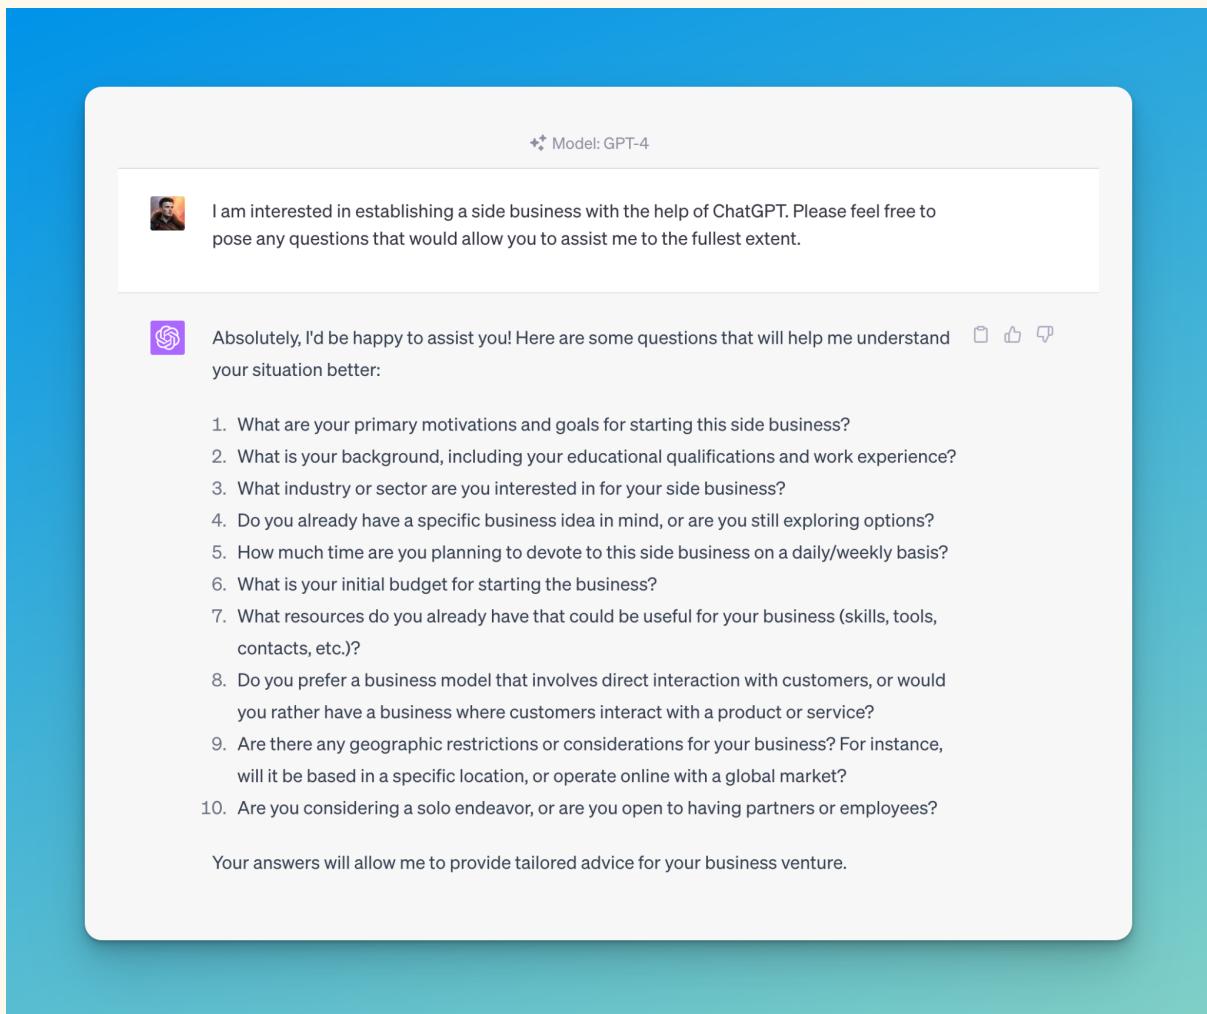 Model: GPT-4
I am interested in establishing a side business with the help of ChatGPT. Please feel free to
pose any questions that would allow you to assist me to the fullest extent.
Absolutely, I'd be happy to assist you! Here are some questions that will help me understand
your situation better:
1. What are your primary motivations and goals for starting this side business?
2. What is your background, including your educational qualifications and work experience?
3. What industry or sector are you interested in for your side business?
4. Do you already have a specific business idea in mind, or are you still exploring options?
5. How much time are you planning to devote to this side business on a daily/weekly basis?
6. What is your initial budget for starting the business?
7. What resources do you already have that could be useful for your business (skills, tools,
contacts, etc.)?
8. Do you prefer a business model that involves direct interaction with customers, or would
you rather have a business where customers interact with a product or service?
9. Are there any geographic restrictions or considerations for your business? For instance,
will it be based in a specific location, or operate online with a global market?
10. Are you considering a solo endeavor, or are you open to having partners or employees?
Your answers will allow me to provide tailored advice for your business venture.